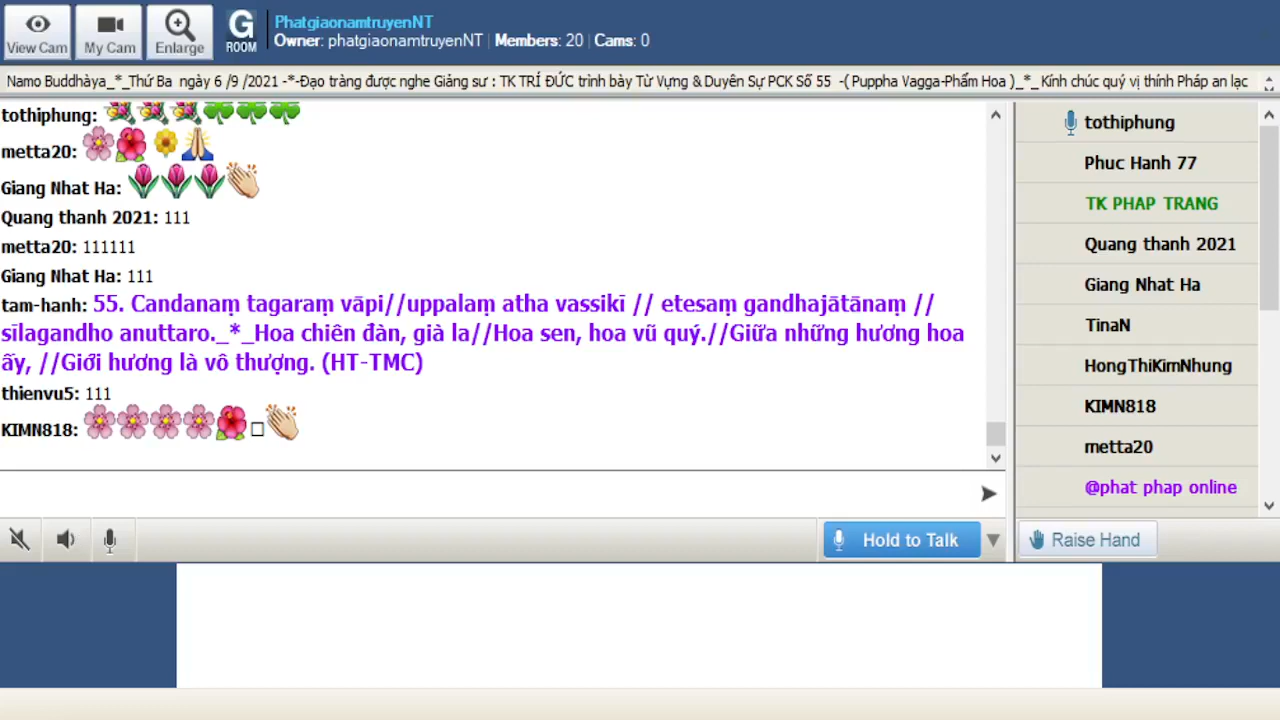 PhatgiaonamtruyenNT
Owner: phatgiaonamtruyenNT | Members: 20 | Cams: 0
View Cam
My Cam
Enlarge
G
ROOM
Namo Buddhàya_*_Thứ Ba ngày 6 /9 /2021 -*-Đạo tràng được nghe Giảng sư : TK TRÍ ĐỨC trình bày Từ Vựng & Duyên Sự PCK Số 55 -( Puppha Vagga-Phẩm Hoa )_*_ Kính chúc quý vị thính Pháp an lạc
tothiphung:
metta20:
Giang Nhat Ha:
Quang thanh 2021: 111
metta20: 111111
Giang Nhat Ha: 111
tam-hanh: 55. Candanaṃ tagaraṃ vāpi//uppalaṃ atha vassikī // etesaṃ gandhajātānaṃ //
sīlagandho anuttaro._*_Hoa chiên đàn, già la//Hoa sen, hoa vũ quý.//Giữa những hương hoa
ấy, //Giới hương là vô thượng. (HT-TMC)
thienvu5: 111
KIMN818:
tothiphung
Phuc Hanh 77
TK PHAP TRANG
Quang thanh 2021
Giang Nhat Ha
TinaN
HongThiKimNhung
KIMN818
metta20
@phat phap online
Hold to Talk
Raise Hand